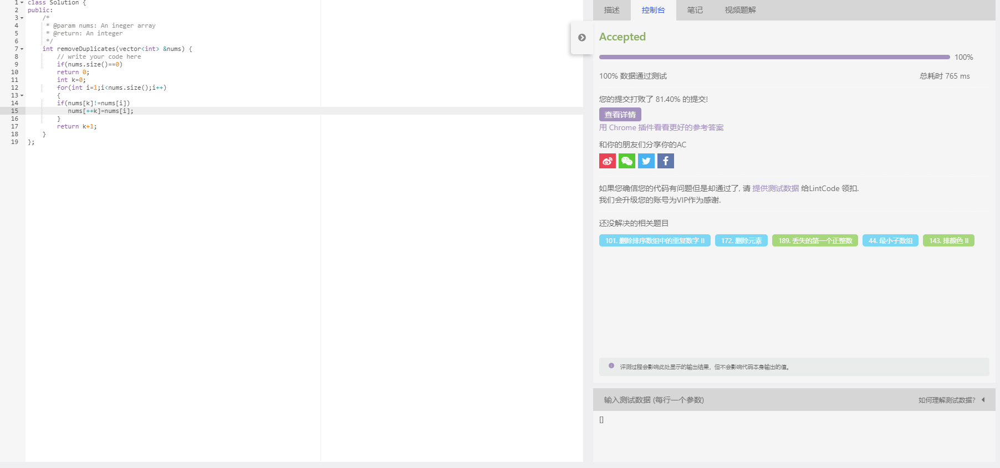 1 class Solution {
2 public:
3 /*
4 * @param nums: An ineger array
5 * @return: An integer
6 */
7 int removeDuplicates(vector<int> &nums) {
8 // write your code here
9 if(nums.size()==0)
10 return 0;
11 int k=0;
12 for(int i=1;i<nums.size();i++)
13 {
14 if(nums[k]!=nums[i])
15 nums[++k]=nums[i];
16 }
17 return k+1;
18 }
19 };
描述 控制台 笔记 视频题解
Accepted
100%
100% 数据通过测试 总耗时 765 ms
您的提交打败了 81.40% 的提交!
查看详情
用 Chrome 插件看看更好的参考答案
和你的朋友们分享你的AC
如果您确信您的代码有问题但是却通过了, 请 提供测试数据 给LintCode 领扣.
我们会升级您的账号为VIP作为感谢.
还没解决的相关题目
101. 删除排序数组中的重复数字 II 172. 删除元素 189. 丢失的第一个正整数 44. 最小子数组 143. 排颜色 II
评测过程会影响此处显示的输出结果，但不会影响代码本身输出的值。
输入测试数据 (每行一个参数) 如何理解测试数据?
[]